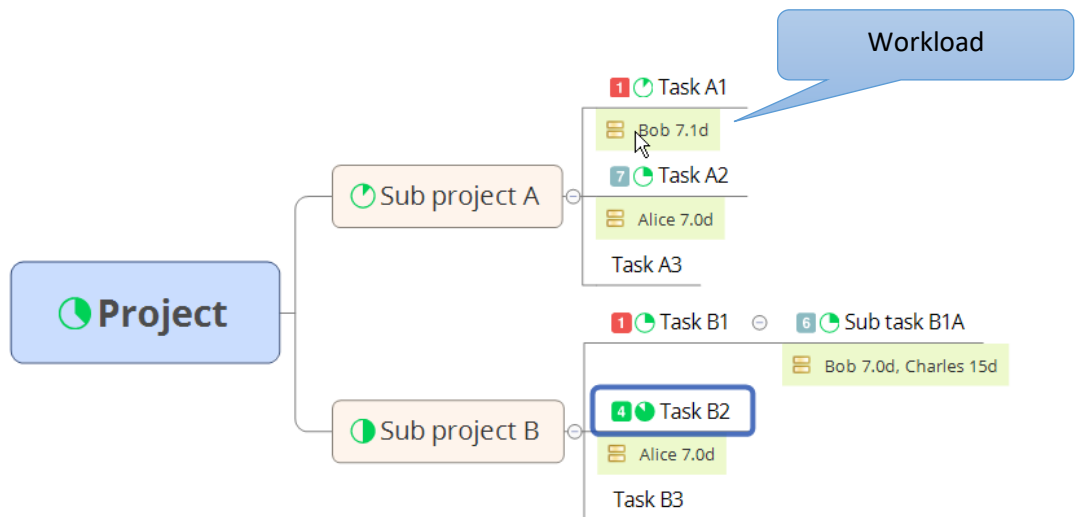 Workload
1 Task A1
Bob 7.1d
7 Task A2
Sub project A
Alice 7.0d
Task A3
Project
1 Task B1
6 Sub task B1A
Bob 7.0d, Charles 15d
4 Task B2
Sub project B
Alice 7.0d
Task B3